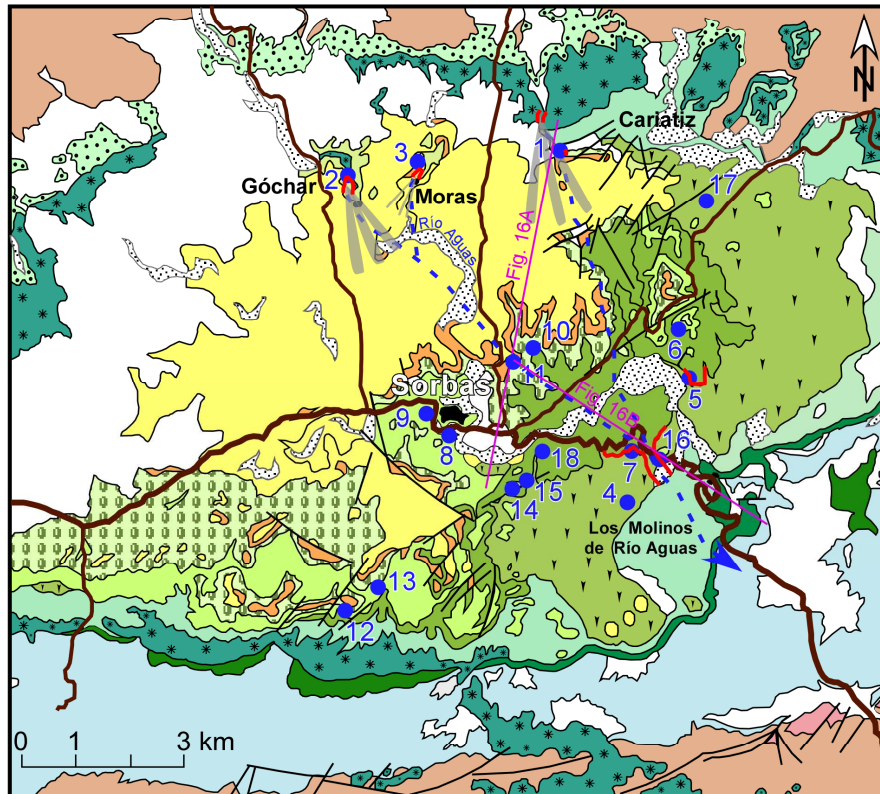 N
Cariatiz
1
3
2
Góchar
Moras
17
Río Aguas
Fig. 16A
10
11
6
5
Sorbas
9
8
Fig. 16B
16
18
7
15
14
4
Los Molinos
de Río Aguas
13
12
0 1 3 km